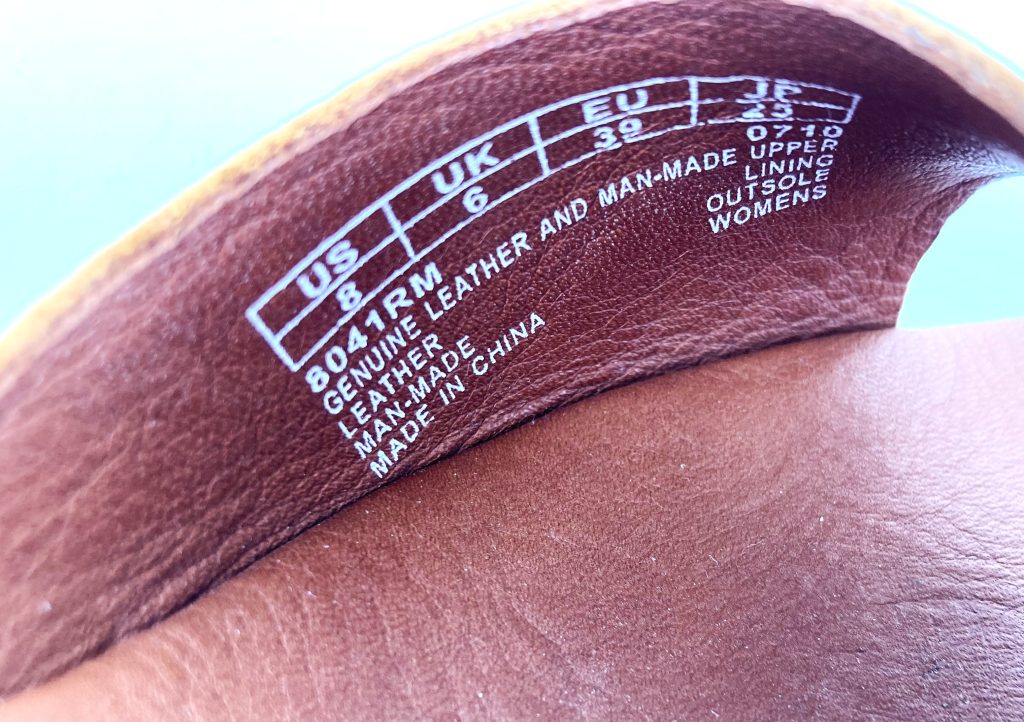 US UK EU JP
8 6 39 25
8041RM 0710
GENUINE LEATHER AND MAN-MADE UPPER
LEATHER LINING
MAN-MADE OUTSOLE
MADE IN CHINA WOMENS